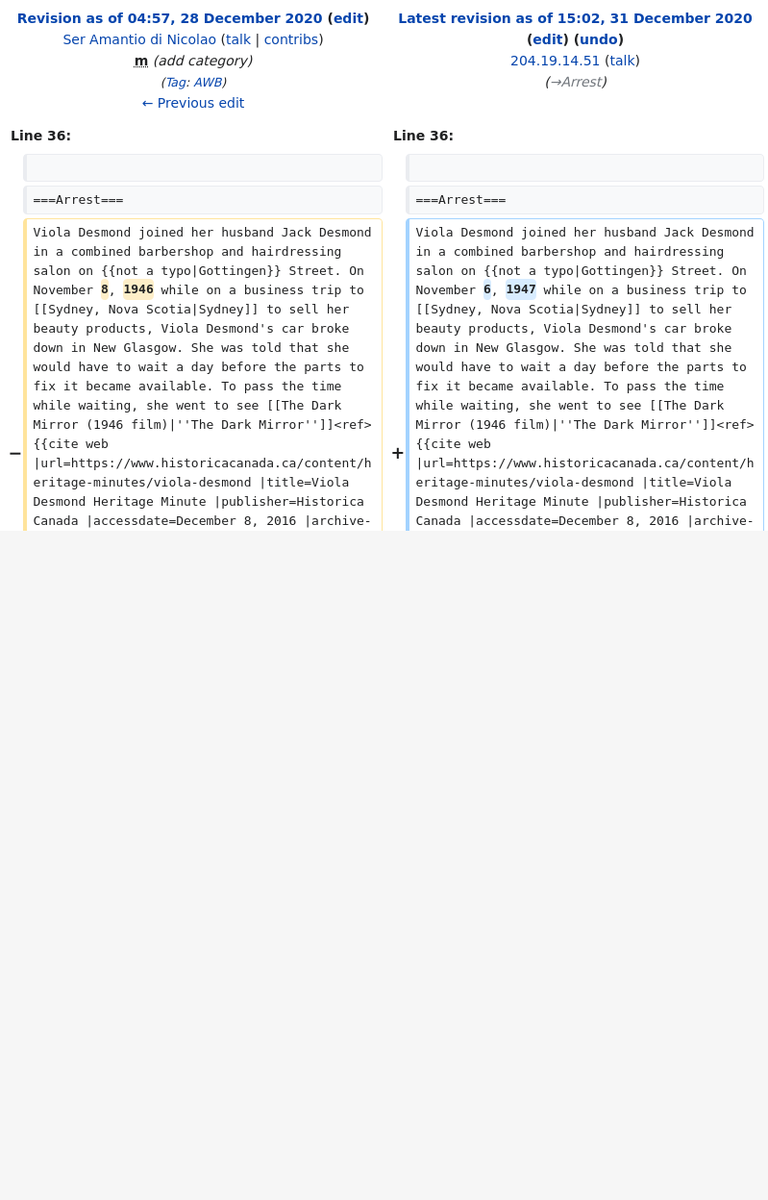 Revision as of 04:57, 28 December 2020 (edit)
Ser Amantio di Nicolao (talk | contribs)
m (add category)
(Tag: AWB)
← Previous edit
Latest revision as of 15:02, 31 December 2020
(edit) (undo)
204.19.14.51 (talk)
(→Arrest)
Line 36:
Line 36:
===Arrest===
===Arrest===
−
Viola Desmond joined her husband Jack Desmond
in a combined barbershop and hairdressing
salon on {{not a typo|Gottingen}} Street. On
November 8, 1946 while on a business trip to
[[Sydney, Nova Scotia|Sydney]] to sell her
beauty products, Viola Desmond's car broke
down in New Glasgow. She was told that she
would have to wait a day before the parts to
fix it became available. To pass the time
while waiting, she went to see [[The Dark
Mirror (1946 film)|''The Dark Mirror'']]<ref>
{{cite web
|url=https://www.historicacanada.ca/content/h
eritage-minutes/viola-desmond |title=Viola
Desmond Heritage Minute |publisher=Historica
Canada |accessdate=December 8, 2016 |archive-
+
Viola Desmond joined her husband Jack Desmond
in a combined barbershop and hairdressing
salon on {{not a typo|Gottingen}} Street. On
November 6, 1947 while on a business trip to
[[Sydney, Nova Scotia|Sydney]] to sell her
beauty products, Viola Desmond's car broke
down in New Glasgow. She was told that she
would have to wait a day before the parts to
fix it became available. To pass the time
while waiting, she went to see [[The Dark
Mirror (1946 film)|''The Dark Mirror'']]<ref>
{{cite web
|url=https://www.historicacanada.ca/content/h
eritage-minutes/viola-desmond |title=Viola
Desmond Heritage Minute |publisher=Historica
Canada |accessdate=December 8, 2016 |archive-